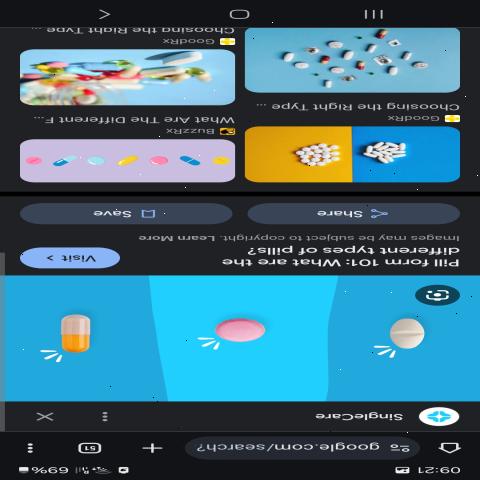 09:21 69%
google.com/search? 51
SingleCare
Pill form 101: What are the
different types of pills?
Visit >
Images may be subject to copyright. Learn More
Share Save
GoodRx
Choosing the Right Type ...
BuzzRx
What Are The Different F...
GoodRx
Choosing the Right Type ...